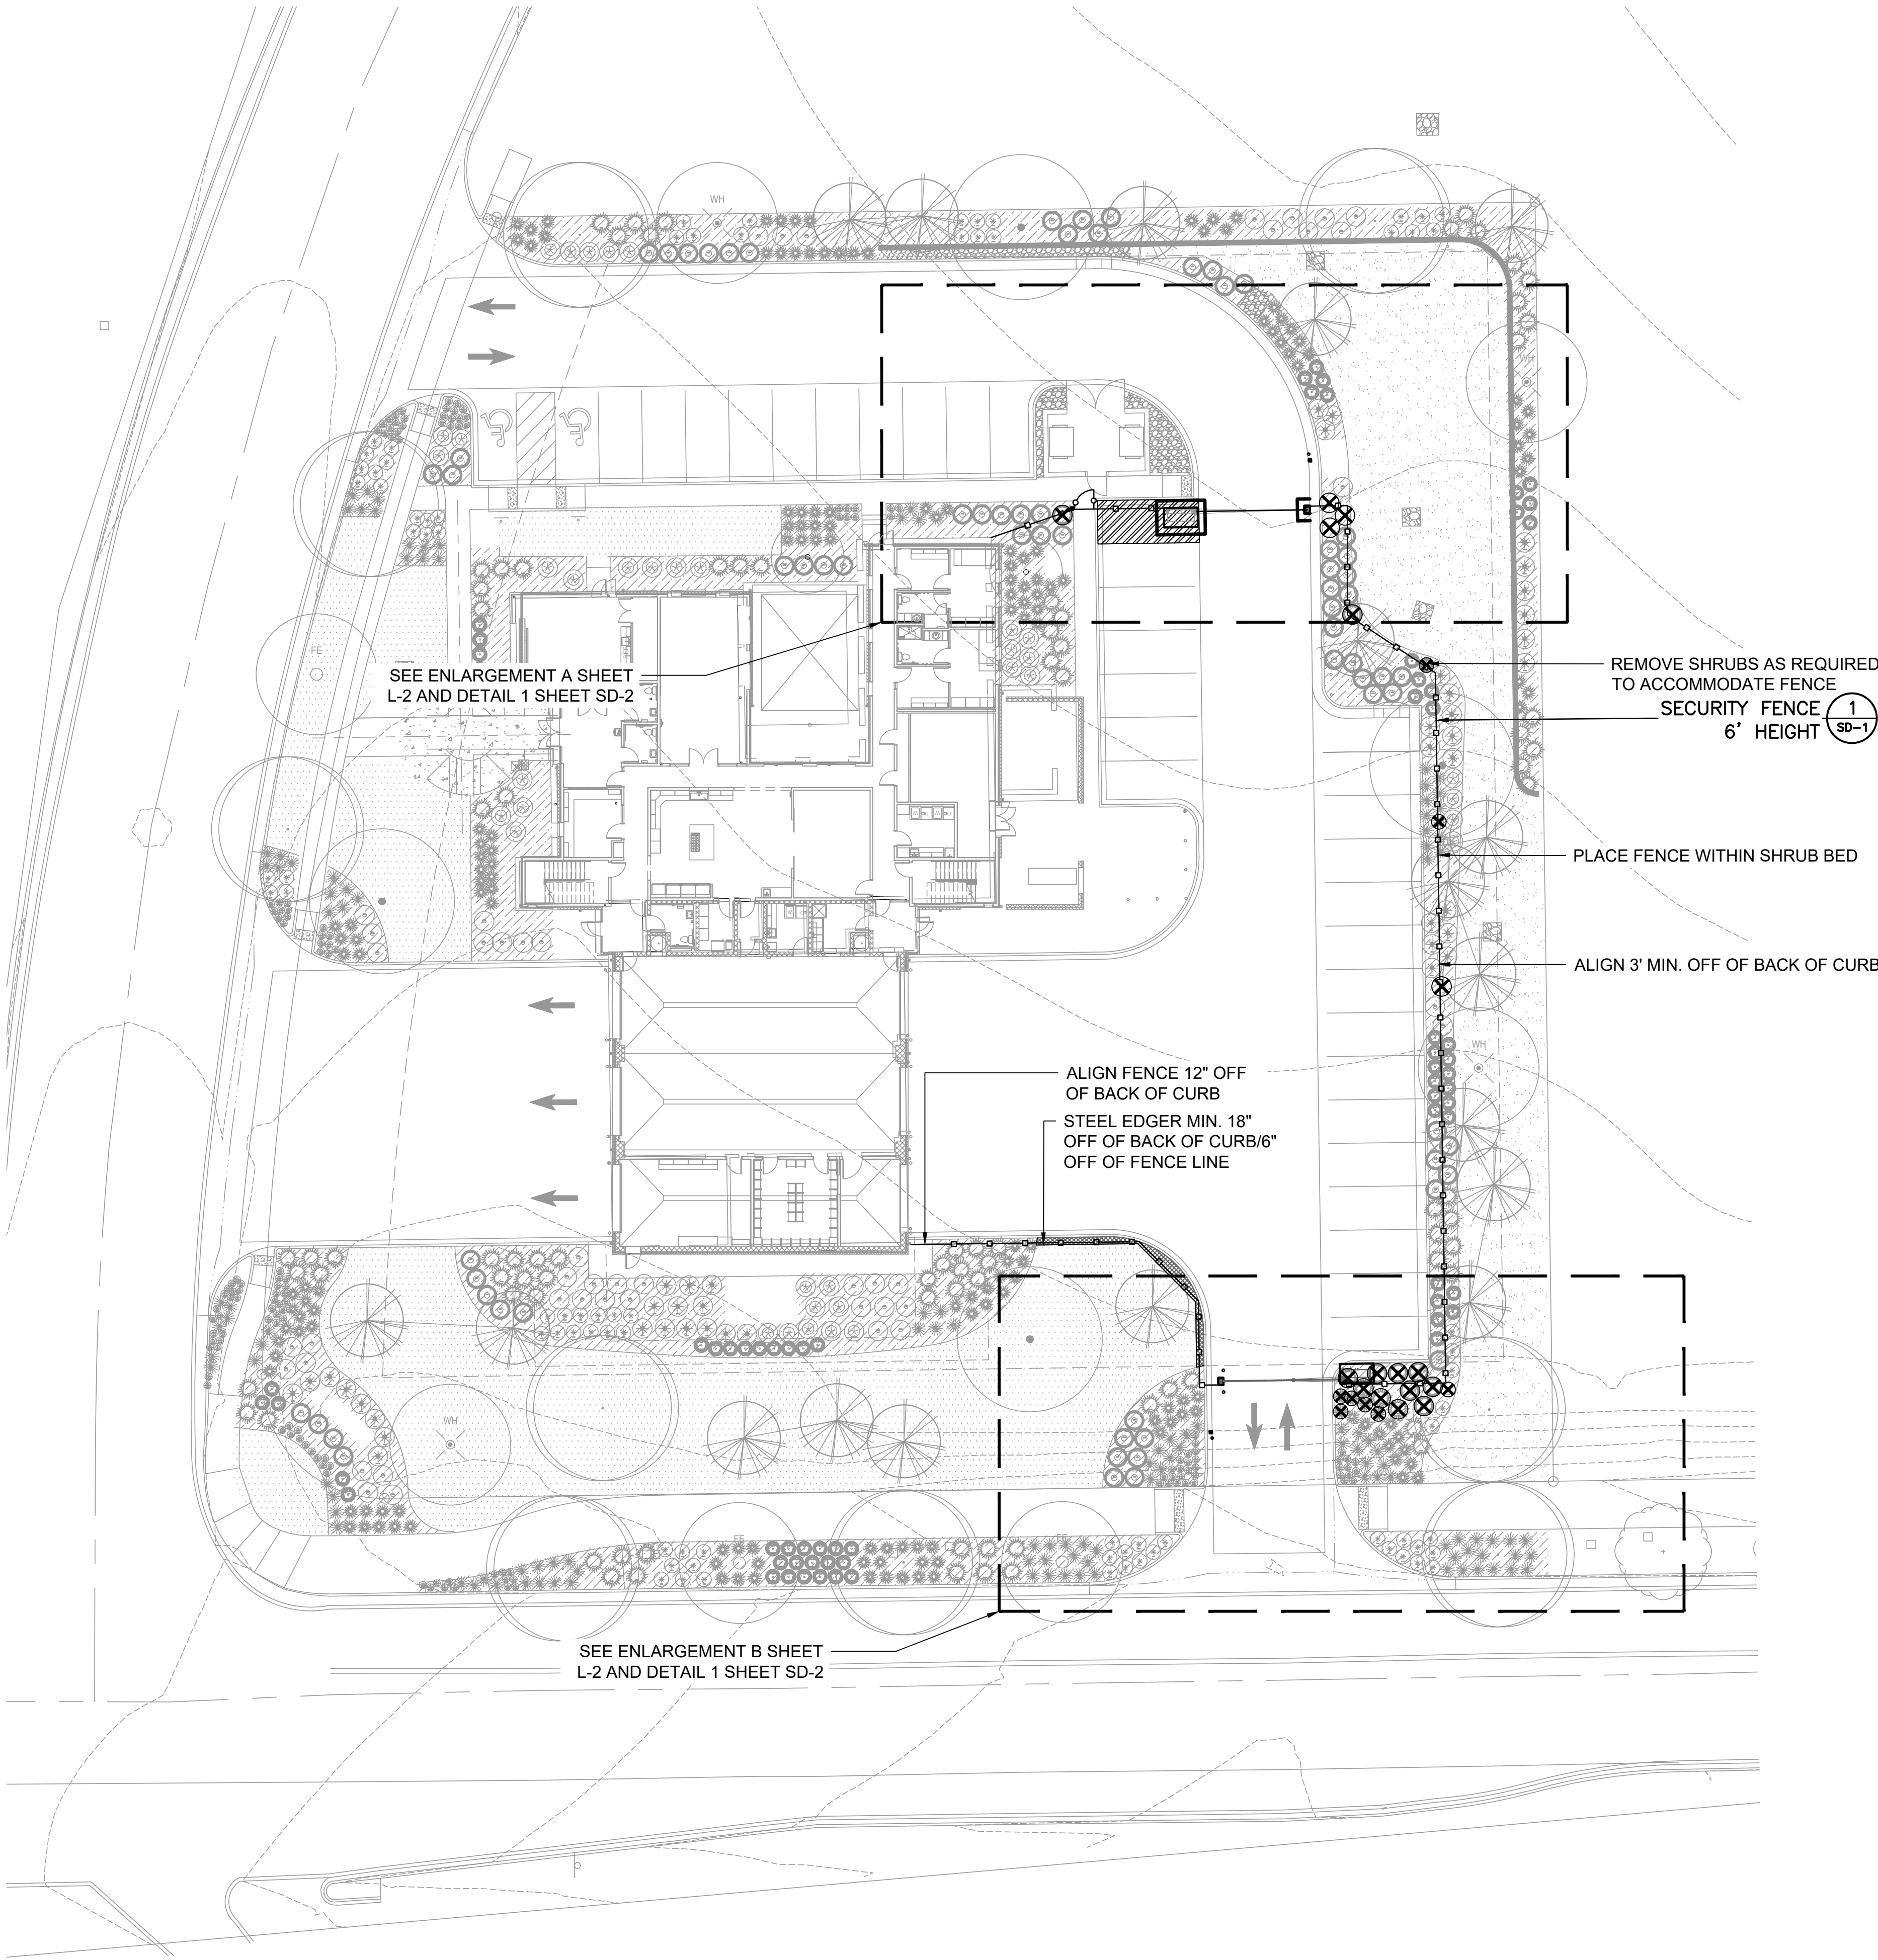 WH
WH
SEE ENLARGEMENT A SHEET
L-2 AND DETAIL 1 SHEET SD-2
FE
REMOVE SHRUBS AS REQUIRED
TO ACCOMMODATE FENCE
SECURITY FENCE
6' HEIGHT
1
SD-1
PLACE FENCE WITHIN SHRUB BED
ALIGN 3' MIN. OFF OF BACK OF CURB
WH
ALIGN FENCE 12" OFF
OF BACK OF CURB
STEEL EDGER MIN. 18"
OFF OF BACK OF CURB/6"
OFF OF FENCE LINE
WH
FE
FE
SEE ENLARGEMENT B SHEET
L-2 AND DETAIL 1 SHEET SD-2